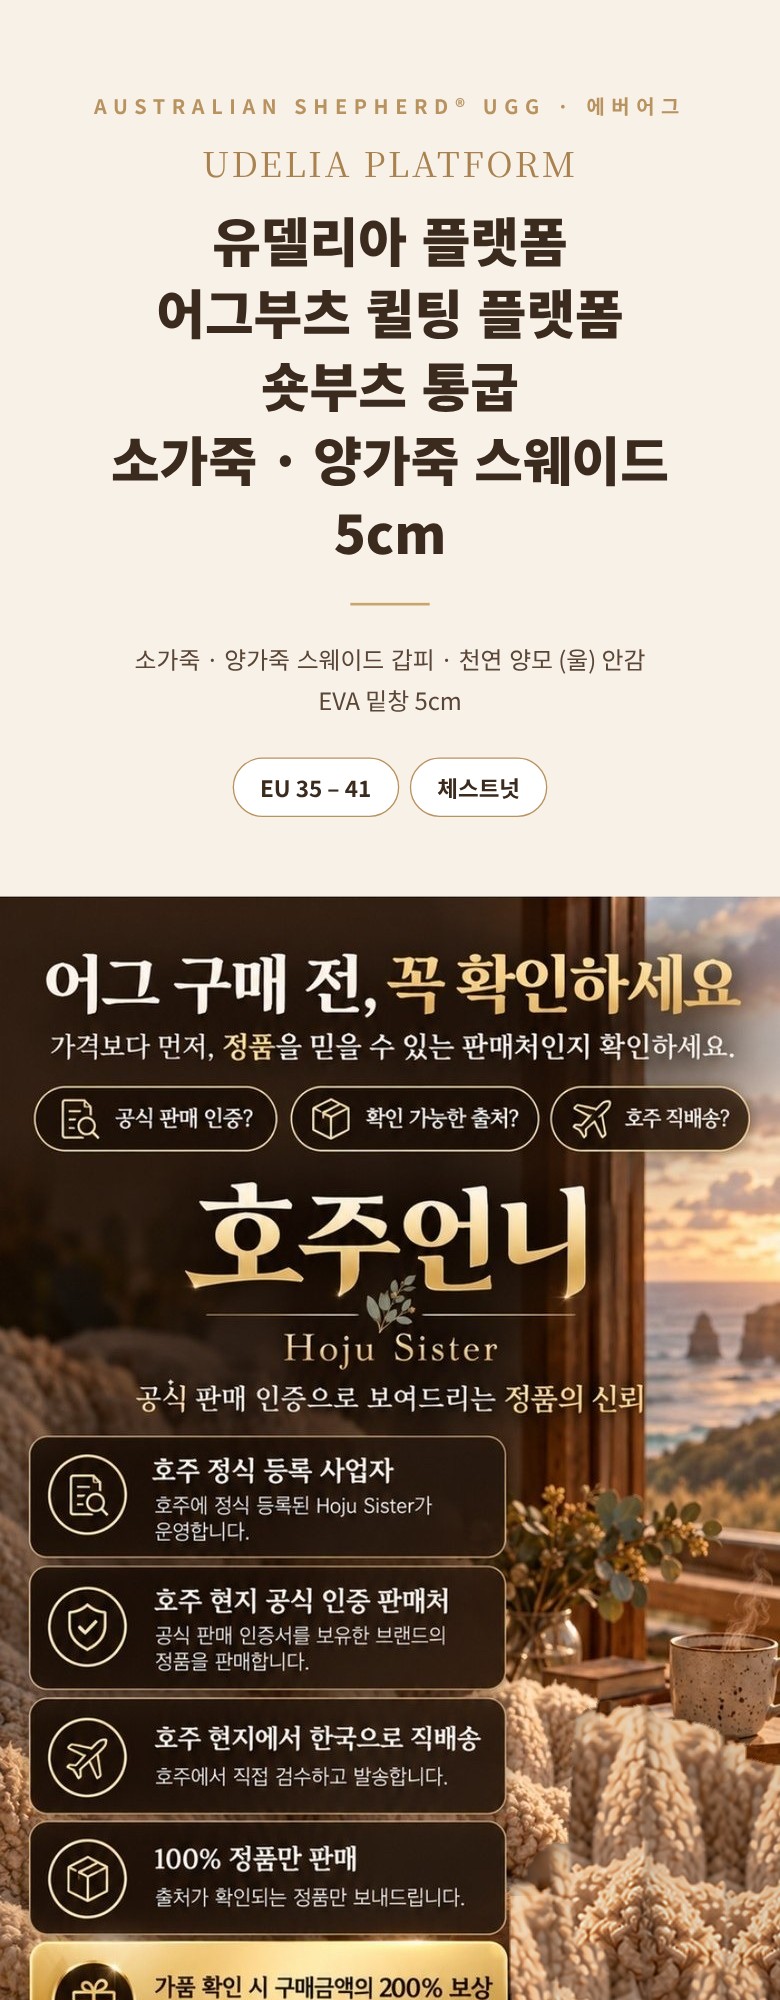 AUSTRALIAN SHEPHERD® UGG · 에버어그
UDELIA PLATFORM
유델리아 플랫폼
어그부츠 퀼팅 플랫폼
숏부츠 통굽
소가죽 · 양가죽 스웨이드
5cm
소가죽 · 양가죽 스웨이드 갑피 · 천연 양모 (울) 안감
EVA 밑창 5cm
EU 35 – 41
체스트넛
어그 구매 전, 꼭 확인하세요
가격보다 먼저, 정품을 믿을 수 있는 판매처인지 확인하세요.
공식 판매 인증?
확인 가능한 출처?
호주 직배송?
호주언니
Hoju Sister
공식 판매 인증으로 보여드리는 정품의 신뢰
호주 정식 등록 사업자
호주에 정식 등록된 Hoju Sister가
운영합니다.
호주 현지 공식 인증 판매처
공식 판매 인증서를 보유한 브랜드의
정품을 판매합니다.
호주 현지에서 한국으로 직배송
호주에서 직접 검수하고 발송합니다.
100% 정품만 판매
출처가 확인되는 정품만 보내드립니다.
가품 확인 시 구매금액의 200% 보상